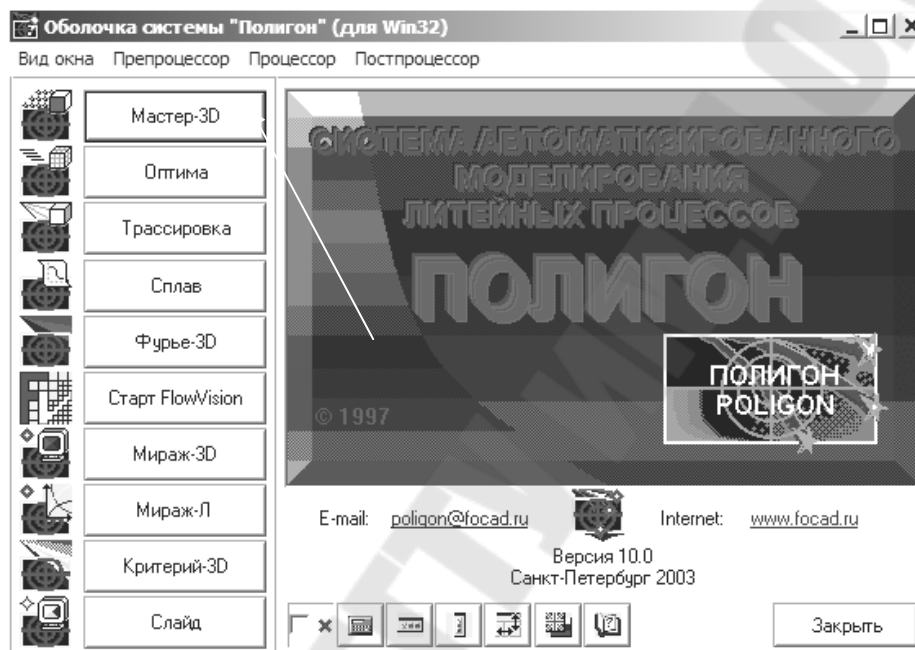 Оболочка системы "Полигон" (для Win32)
Вид окна Препроцессор Процессор Постпроцессор
Мастер-3D
Оптима
Трассировка
Сплав
Фурье-3D
Старт FlowVision
Мираж-3D
Мираж-Л
Критерий-3D
Слайд
СИСТЕМА АВТОМАТИЗИРОВАННОГО
МОДЕЛИРОВАНИЯ
ЛИТЕЙНЫХ ПРОЦЕССОВ
ПОЛИГОН
ПОЛИГОН
POLIGON
© 1997
E-mail: poligon@focad.ru Internet: www.focad.ru
Версия 10.0
Санкт-Петербург 2003
Закрыть